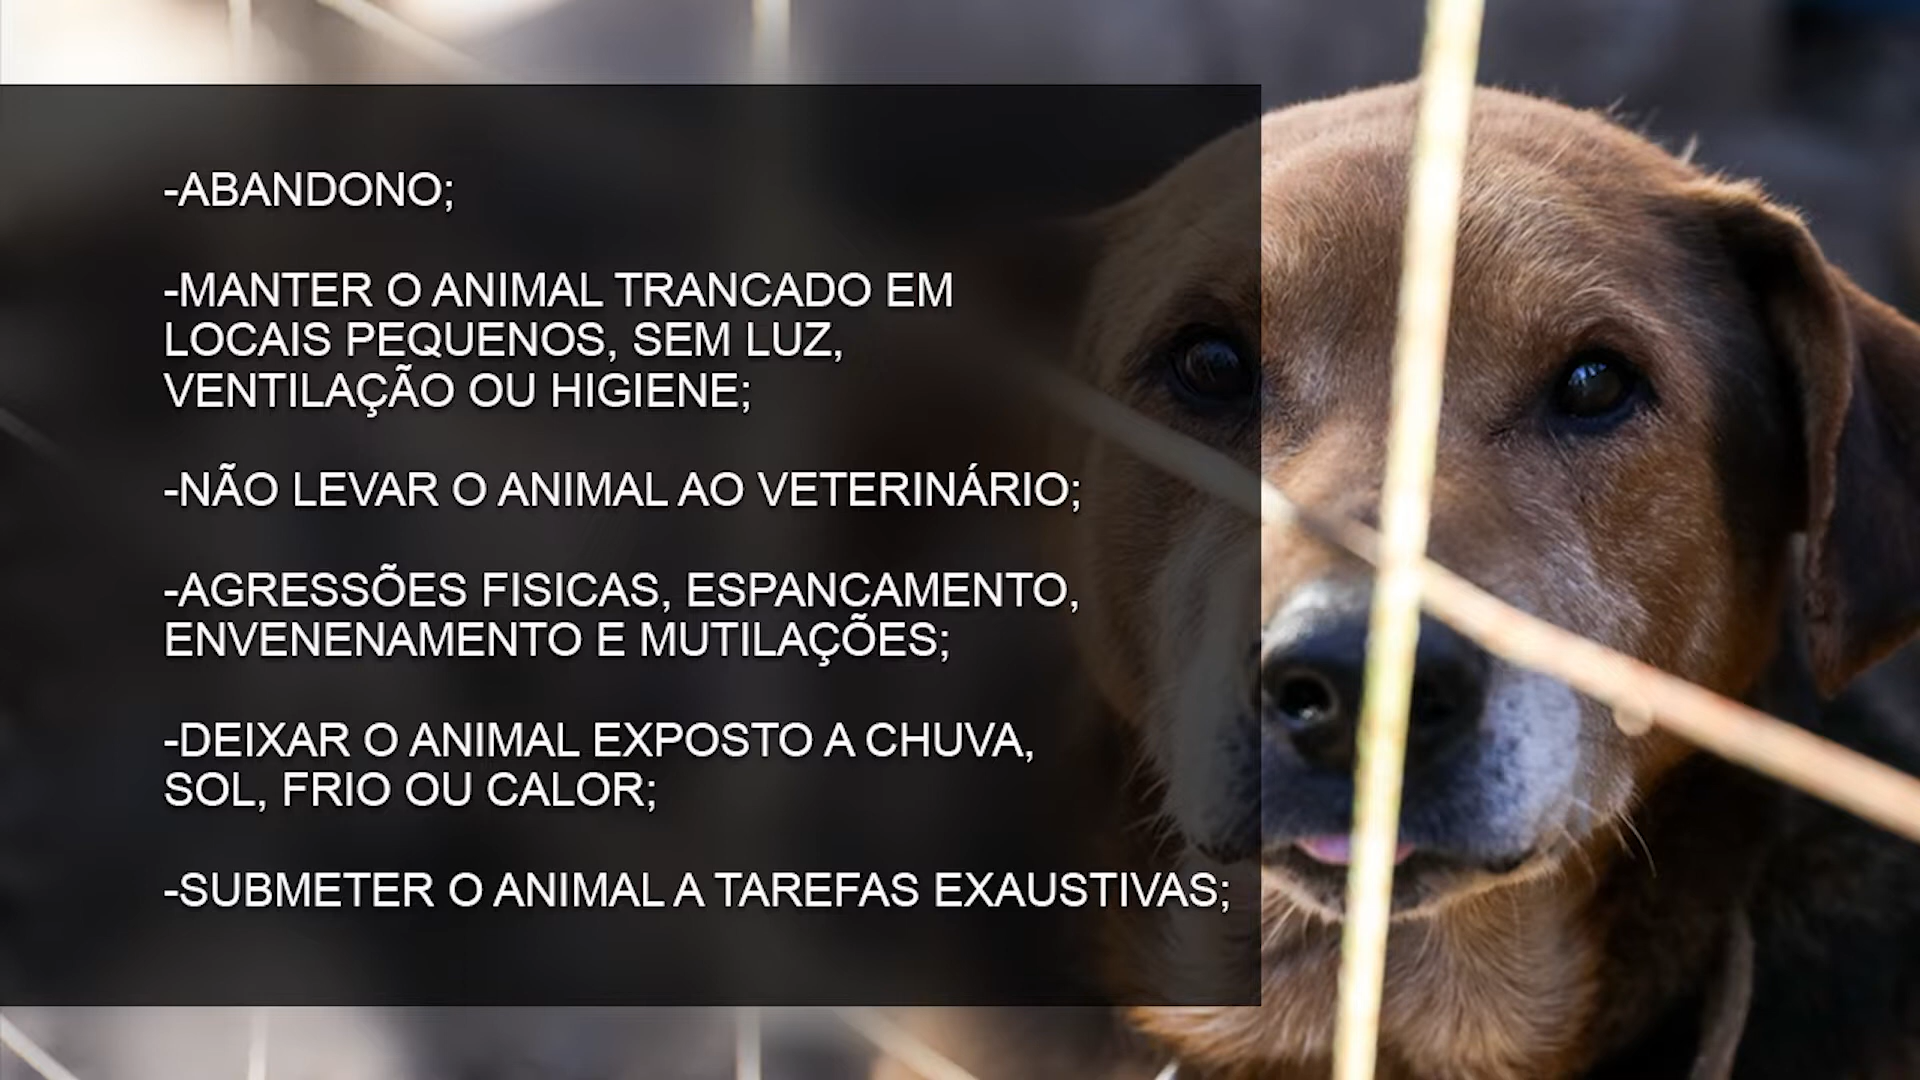 -ABANDONO;
-MANTER O ANIMAL TRANCADO EM
LOCAIS PEQUENOS, SEM LUZ,
VENTILAÇÃO OU HIGIENE;
-NÃO LEVAR O ANIMAL AO VETERINÁRIO;
-AGRESSÕES FISICAS, ESPANCAMENTO,
ENVENENAMENTO E MUTILAÇÕES;
-DEIXAR O ANIMAL EXPOSTO A CHUVA,
SOL, FRIO OU CALOR;
-SUBMETER O ANIMAL A TAREFAS EXAUSTIVAS;